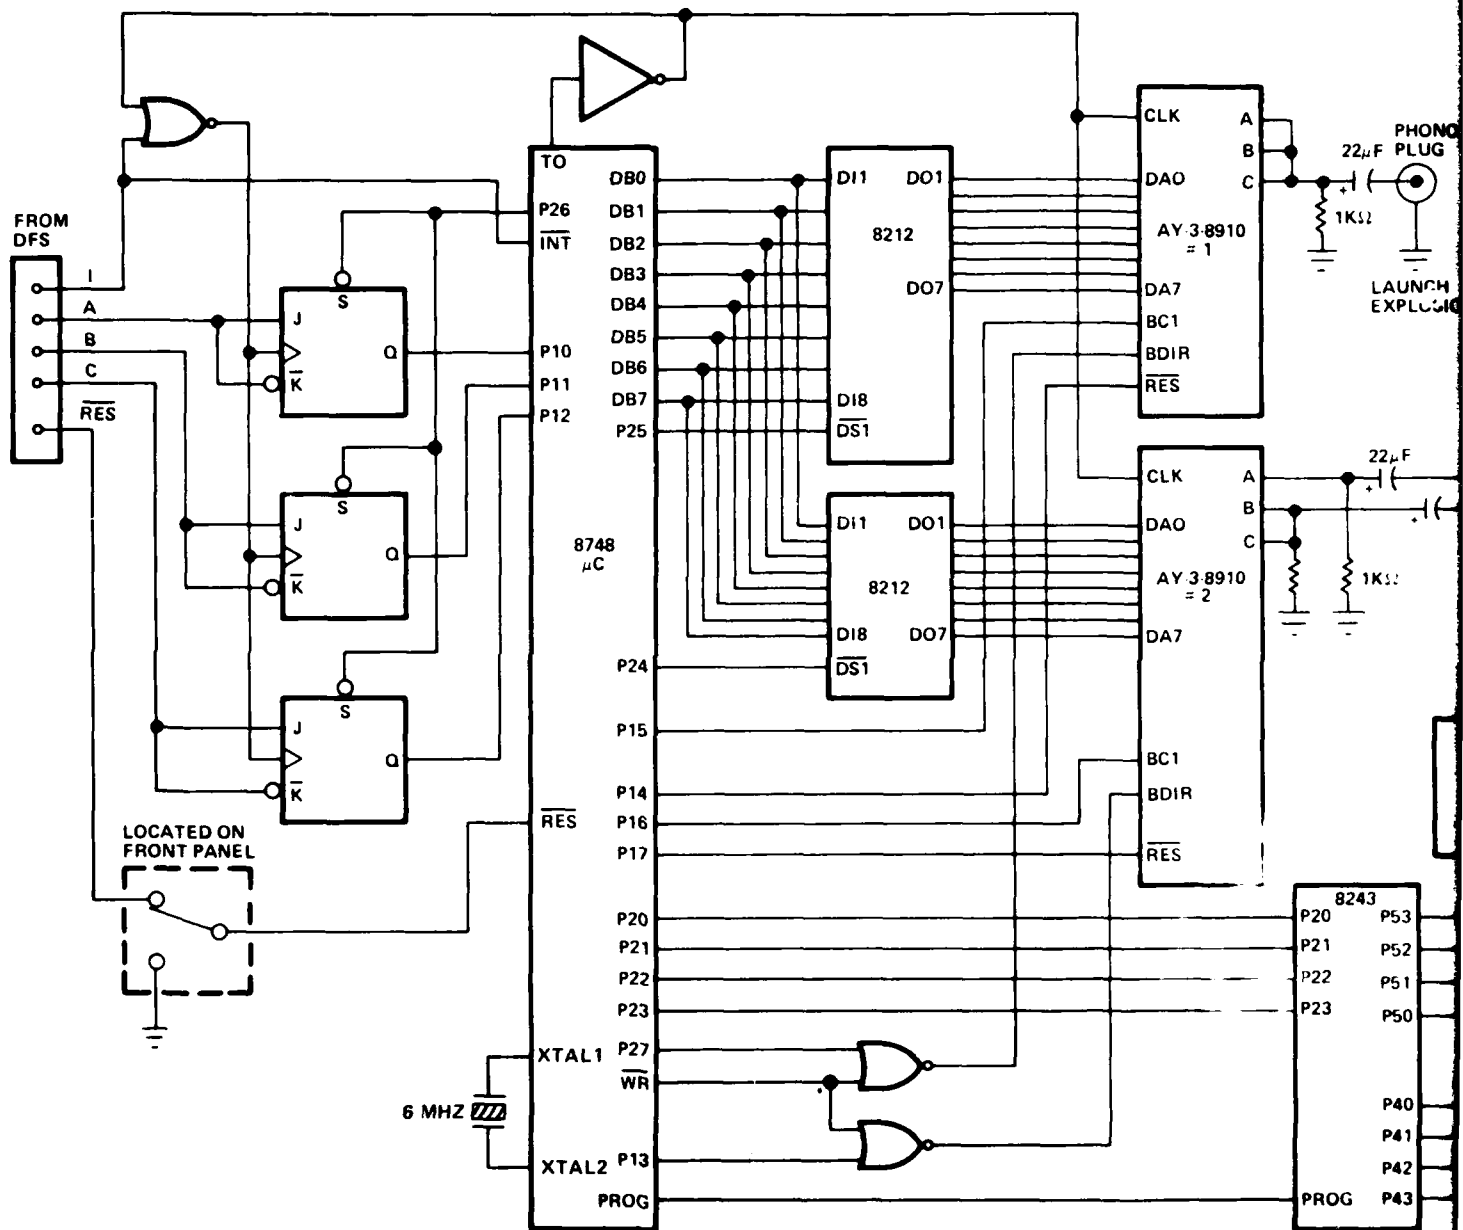 FROM
DFS
I
A
B
C
RES
J
S
K
Q
J
S
K
Q
J
S
K
Q
LOCATED ON
FRONT PANEL
6 MHZ
TO
P26
INT
P10
P11
P12
RES
XTAL1
XTAL2
8748
μC
DB0
DB1
DB2
DB3
DB4
DB5
DB6
DB7
P25
P24
P15
P14
P16
P17
P20
P21
P22
P23
P27
WR
P13
PROG
DI1 DO1
8212
DO7
DI8
DS1
DI1 DO1
8212
DI8 DO7
DS1
CLK A
B
C
DAO
AY-3-8910
= 1
DA7
BC1
BDIR
RES
22μF
PHONO
PLUG
1KΩ
LAUNCH
CLK A
B
C
DAO
AY-3-8910
= 2
DA7
BC1
BDIR
RES
22μF
1KΩ
8243
P20 P53
P21 P52
P22 P51
P23 P50
P40
P41
P42
PROG P43